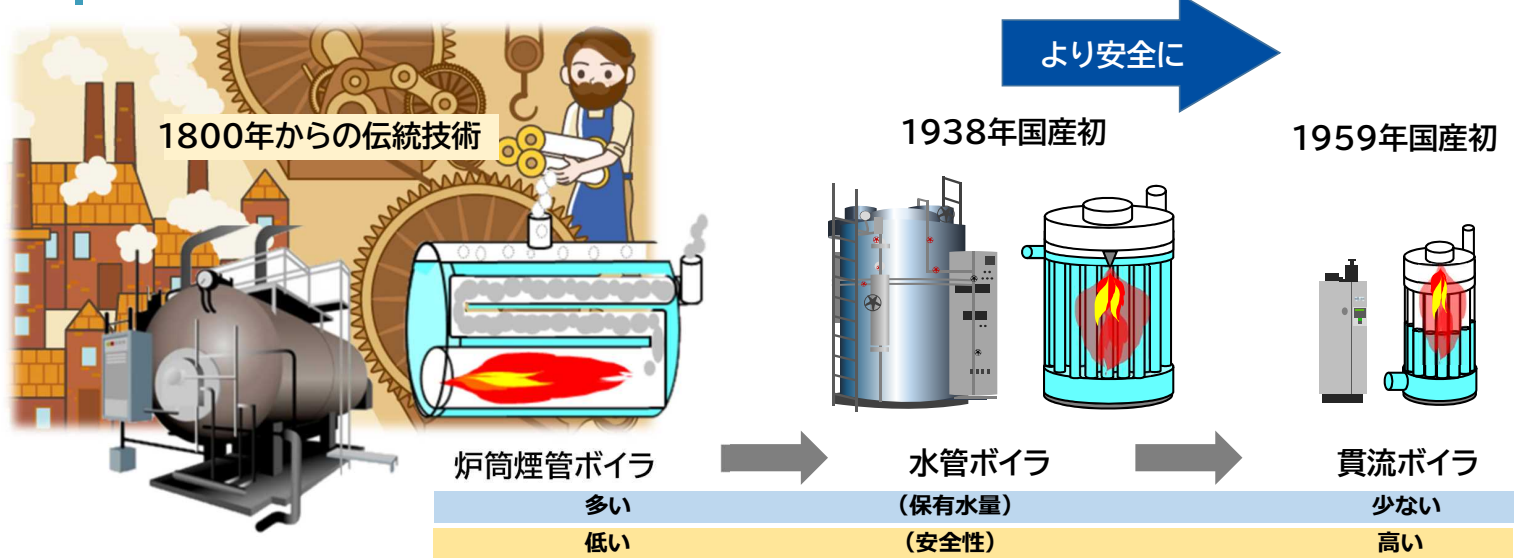 より安全に
1800年からの伝統技術
1938年国産初
1959年国産初
炉筒煙管ボイラ
水管ボイラ
貫流ボイラ
多い
（保有水量）
少ない
低い
（安全性）
高い